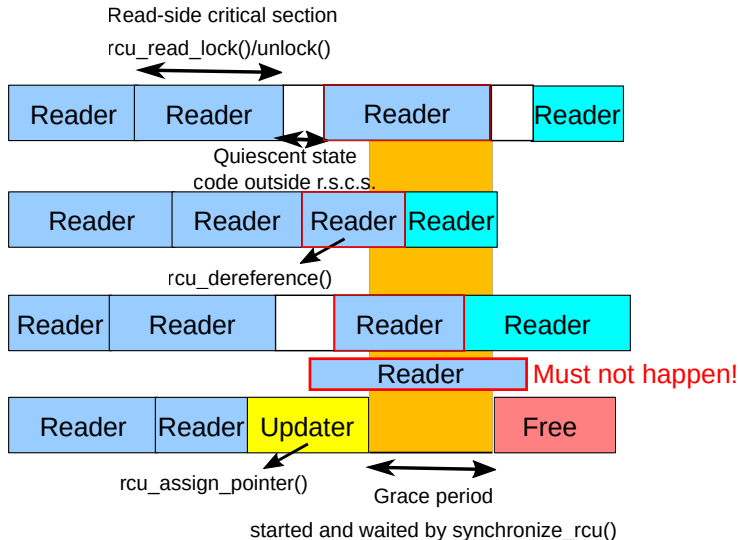 Read-side critical section
rcu_read_lock()/unlock()
Reader Reader Reader Reader
Quiescent state
code outside r.s.c.s.
Reader Reader Reader Reader
rcu_dereference()
Reader Reader Reader Reader
Reader Must not happen!
Reader Reader Updater Free
rcu_assign_pointer()
Grace period
started and waited by synchronize_rcu()